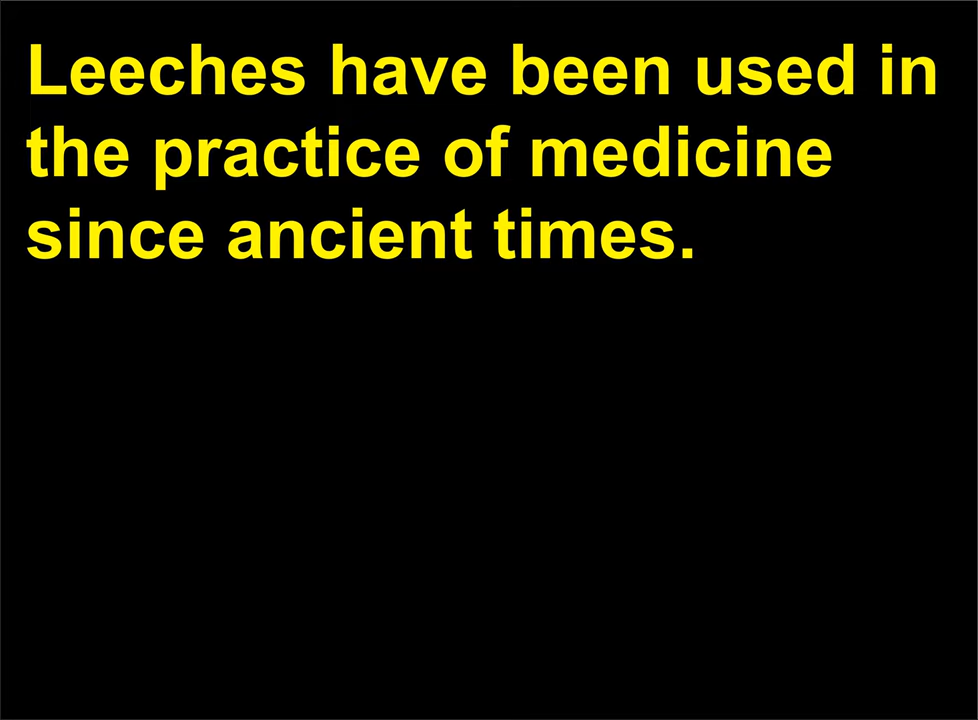 Leeches have been used in
the practice of medicine
since ancient times.